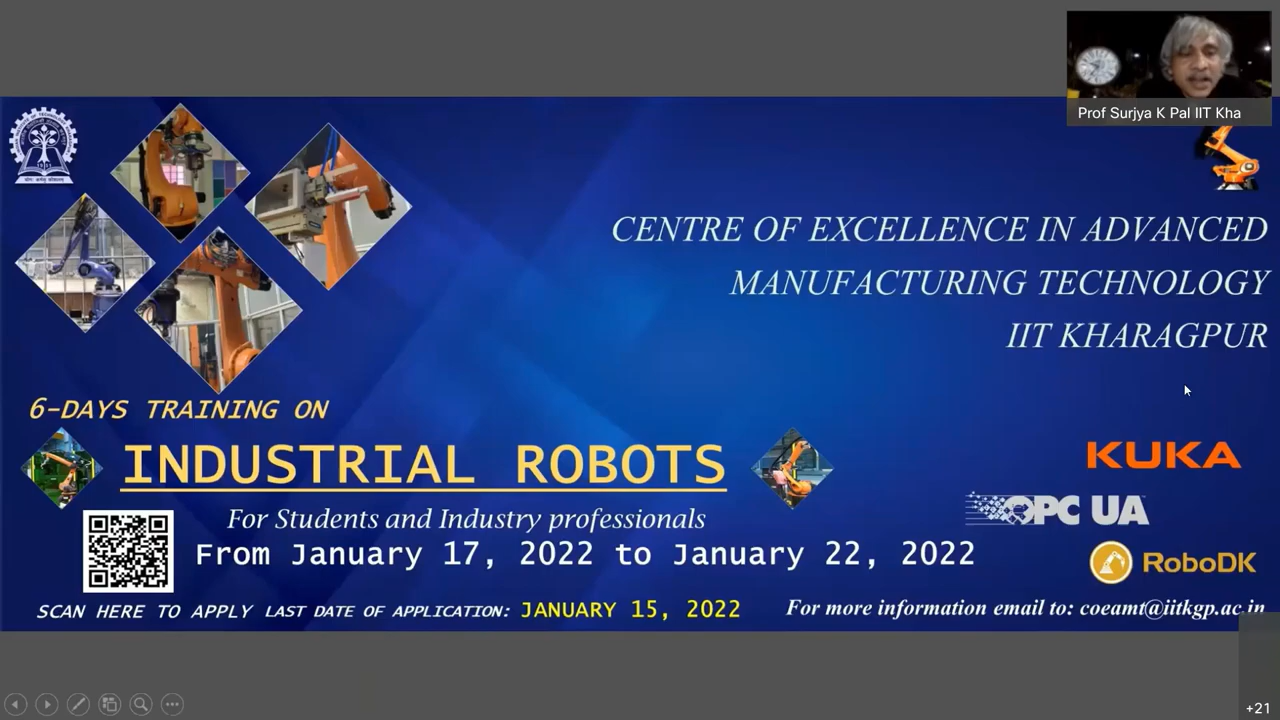 Prof Surjya K Pal IIT Kha
CENTRE OF EXCELLENCE IN ADVANCED
MANUFACTURING TECHNOLOGY
IIT KHARAGPUR
6-DAYS TRAINING ON
INDUSTRIAL ROBOTS
For Students and Industry professionals
From January 17, 2022 to January 22, 2022
KUKA
OPC UA
RoboDK
SCAN HERE TO APPLY LAST DATE OF APPLICATION: JANUARY 15, 2022
For more information email to: coeamt@iitkgp.ac.in
+21